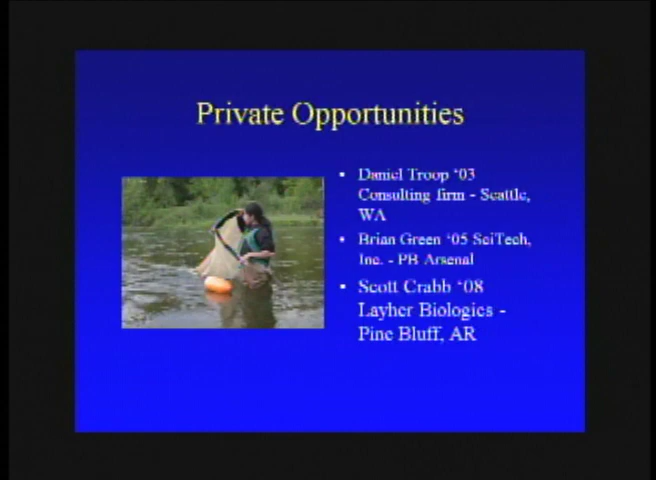 Private Opportunities
• Daniel Troop ‘03
Consulting firm - Seattle,
WA
• Brian Green ‘05 SciTech,
Inc. - PB Arsenal
• Scott Crabb ‘08
Layher Biologics -
Pine Bluff, AR